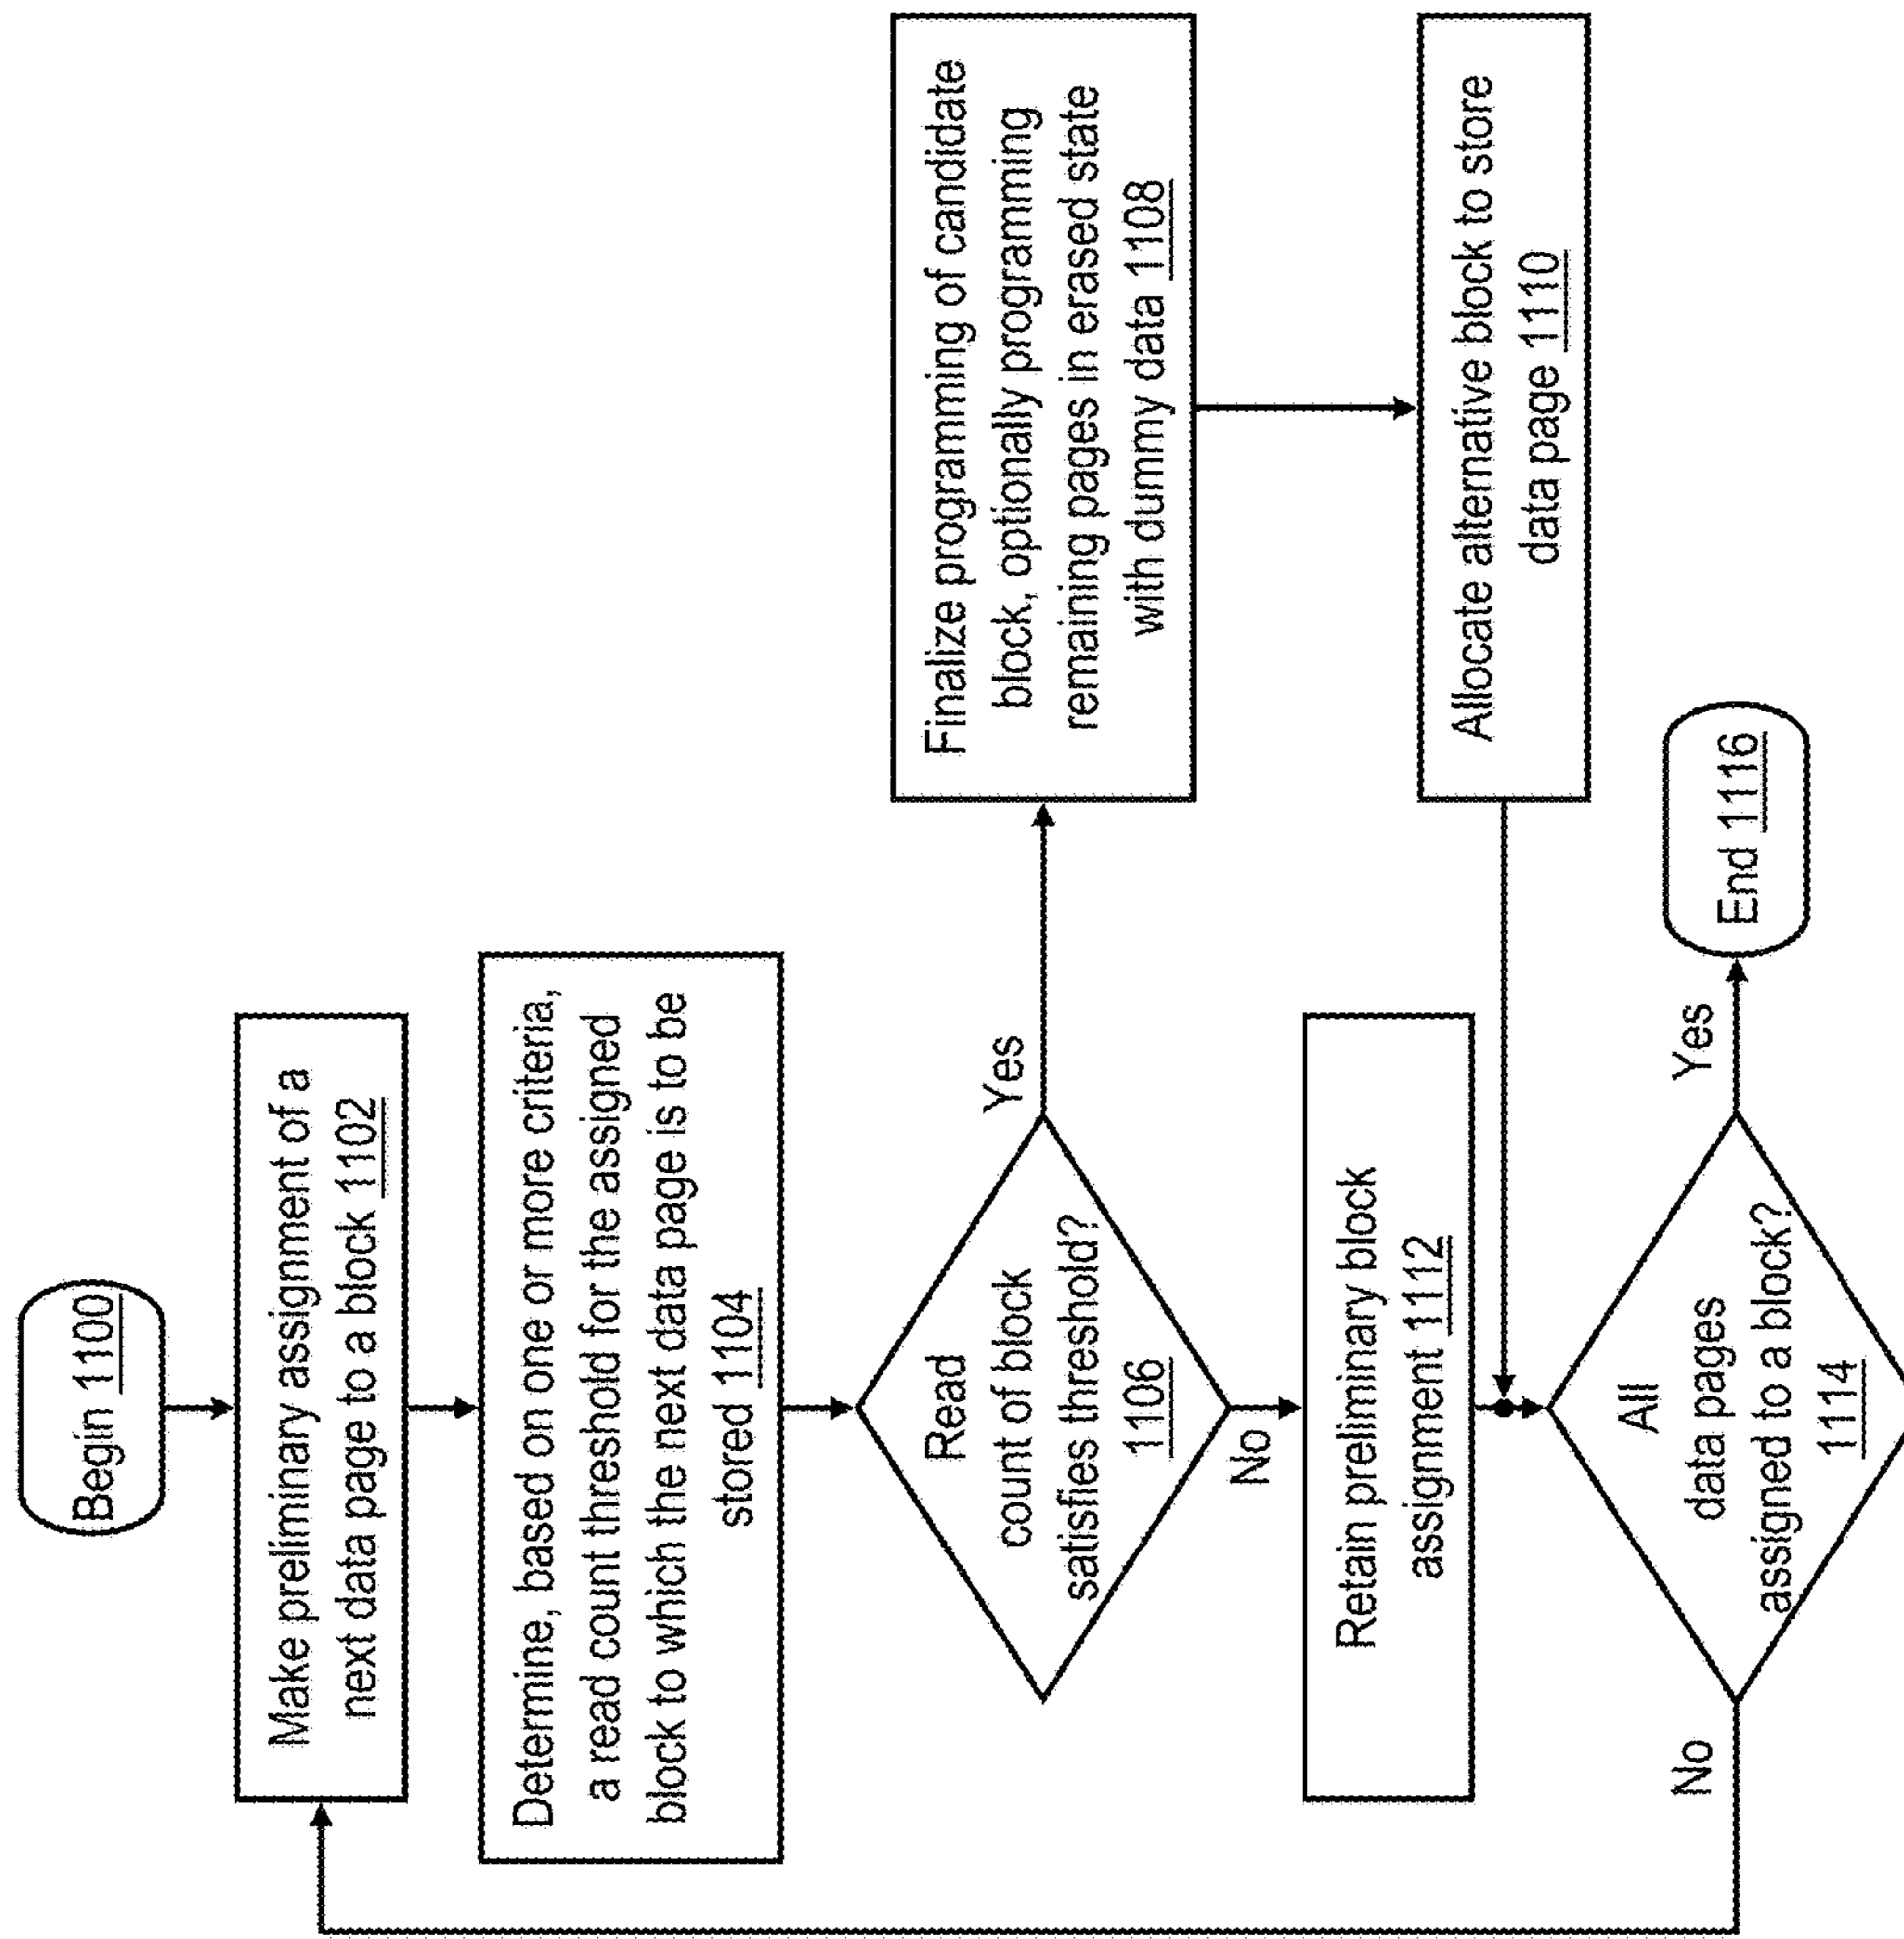 Begin 1100
Make preliminary assignment of a
next data page to a block 1102
Determine, based on one or more criteria,
a read count threshold for the assigned
block to which the next data page is to be
stored 1104
Read
count of block
satisfies threshold?
1106
Yes
No
Finalize programming of candidate
block, optionally programming
remaining pages in erased state
with dummy data 1108
Allocate alternative block to store
data page 1110
Retain preliminary block
assignment 1112
All
data pages
assigned to a block?
1114
Yes
No
End 1116